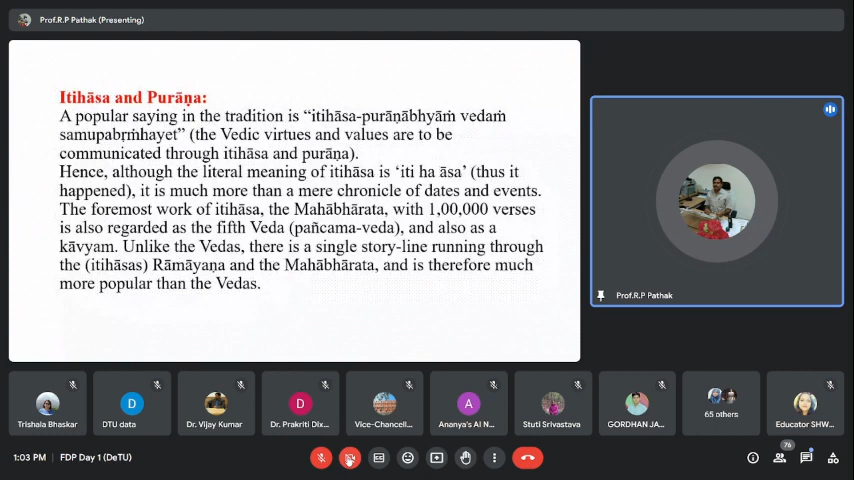 Prof.R.P Pathak (Presenting)
Itihāsa and Purāṇa:
A popular saying in the tradition is “itihāsa-purāṇābhyāṁ vedaṁ
samupabṛṁhayet” (the Vedic virtues and values are to be
communicated through itihāsa and purāṇa).
Hence, although the literal meaning of itihāsa is ‘iti ha āsa’ (thus it
happened), it is much more than a mere chronicle of dates and events.
The foremost work of itihāsa, the Mahābhārata, with 1,00,000 verses
is also regarded as the fifth Veda (pañcama-veda), and also as a
kāvyam. Unlike the Vedas, there is a single story-line running through
the (itihāsas) Rāmāyaṇa and the Mahābhārata, and is therefore much
more popular than the Vedas.
Prof.R.P Pathak
Trishala Bhaskar
D
DTU data
Dr. Vijay Kumar
D
Dr. Prakriti Dix...
Vice-Chancell...
A
Ananya's AI N...
Stuti Srivastava
GORDHAN JA...
65 others
Educator SHW...
1:03 PM | FDP Day 1 (DeTU)
76